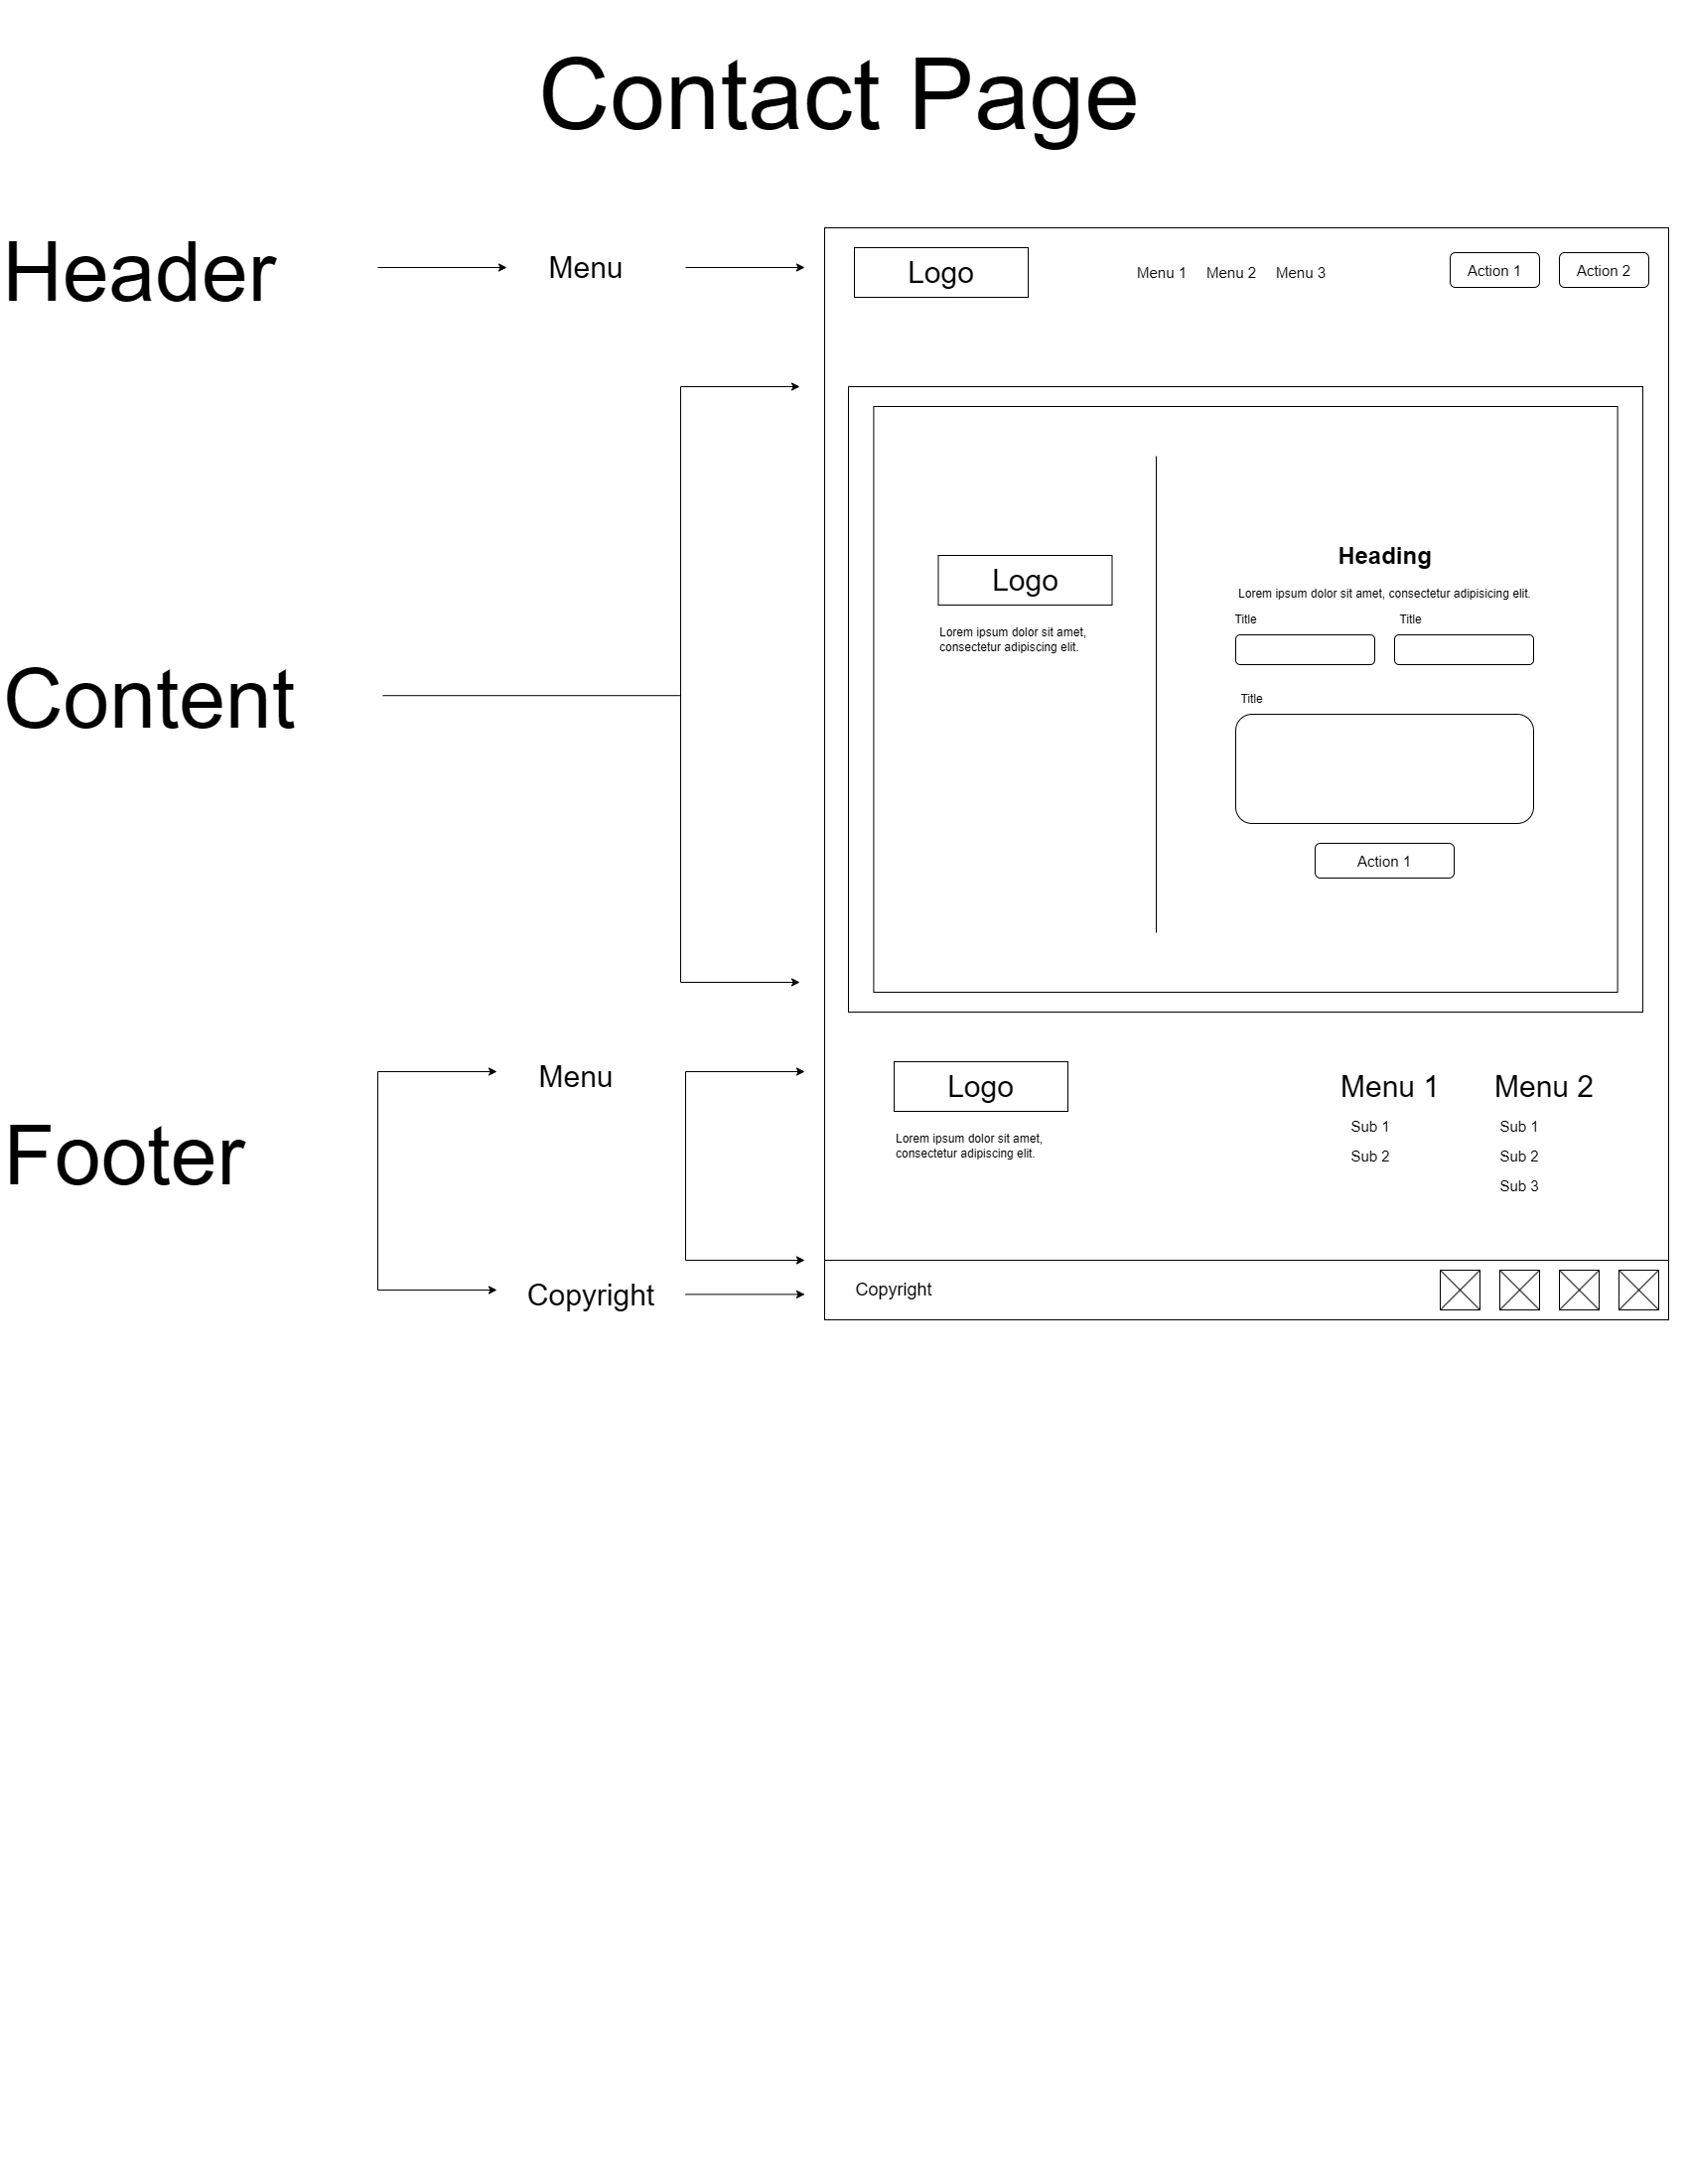 Contact Page
Header
Menu
Logo
Menu 1
Menu 2
Menu 3
Action 1
Action 2
Content
Logo
Lorem ipsum dolor sit amet,
consectetur adipiscing elit.
Heading
Lorem ipsum dolor sit amet, consectetur adipisicing elit.
Title
Title
Title
Action 1
Footer
Menu
Logo
Lorem ipsum dolor sit amet,
consectetur adipiscing elit.
Menu 1
Sub 1
Sub 2
Menu 2
Sub 1
Sub 2
Sub 3
Copyright
Copyright